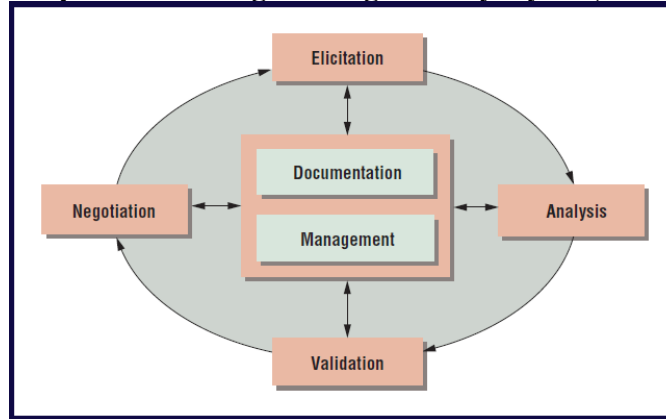 Elicitation
Documentation
Negotiation
Analysis
Management
Validation